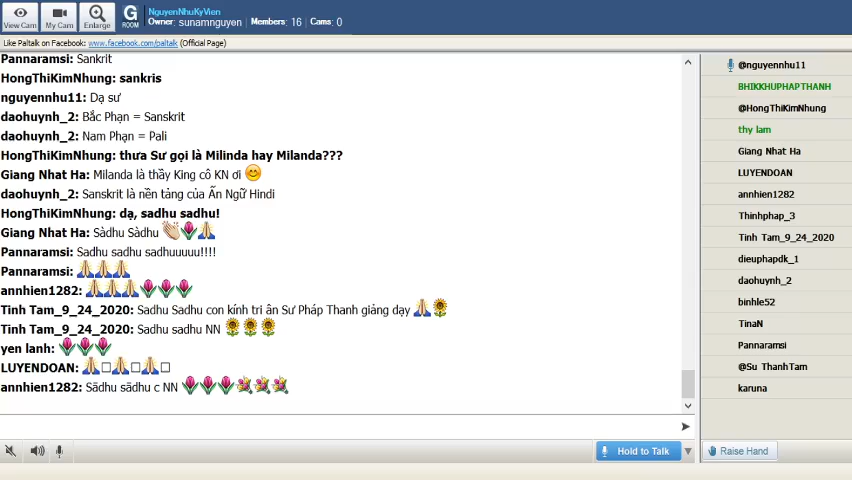 View Cam
My Cam
Enlarge
G
ROOM
NguyenNhuKyVien
Owner: sunamnguyen Members: 16 Cams: 0
Like Paltalk on Facebook: www.facebook.com/paltalk (Official Page)
Pannaramsi: Sankrit
HongThiKimNhung: sankris
nguyennhu11: Dạ sư
daohuynh_2: Bắc Phạn = Sanskrit
daohuynh_2: Nam Phạn = Pali
HongThiKimNhung: thưa Sư gọi là Milinda hay Milanda???
Giang Nhat Ha: Milanda là thầy King cô KN ơi
daohuynh_2: Sanskrit là nền tảng của Ấn Ngữ Hindi
HongThiKimNhung: dạ, sadhu sadhu!
Giang Nhat Ha: Sàdhu Sàdhu
Pannaramsi: Sadhu sadhu sadhuuuuu!!!!
Pannaramsi:
annhien1282:
Tinh Tam_9_24_2020: Sadhu Sadhu con kính tri ân Sư Pháp Thanh giảng dạy
Tinh Tam_9_24_2020: Sadhu sadhu NN
yen lanh:
LUYENDOAN:
annhien1282: Sādhu sādhu c NN
Hold to Talk
@nguyennhu11
BHIKKHUPHAPTHANH
@HongThiKimNhung
thy lam
Giang Nhat Ha
LUYENDOAN
annhien1282
Thinhphap_3
Tinh Tam_9_24_2020
dieuphapdk_1
daohuynh_2
binhle52
TinaN
Pannaramsi
@Su ThanhTam
karuna
Raise Hand